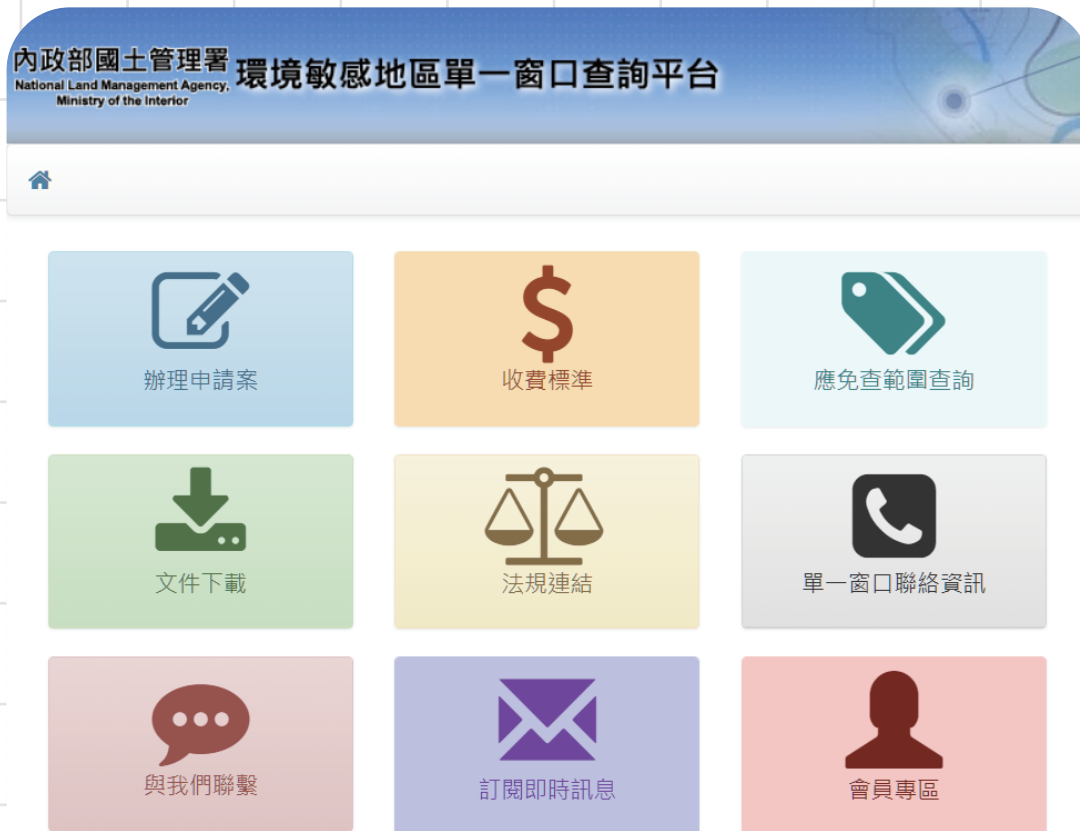 內政部國土管理署
National Land Management Agency,
Ministry of the Interior
環境敏感地區單一窗口查詢平台
辦理申請案
收費標準
應免查範圍查詢
文件下載
法規連結
單一窗口聯絡資訊
與我們聯繫
訂閱即時訊息
會員專區